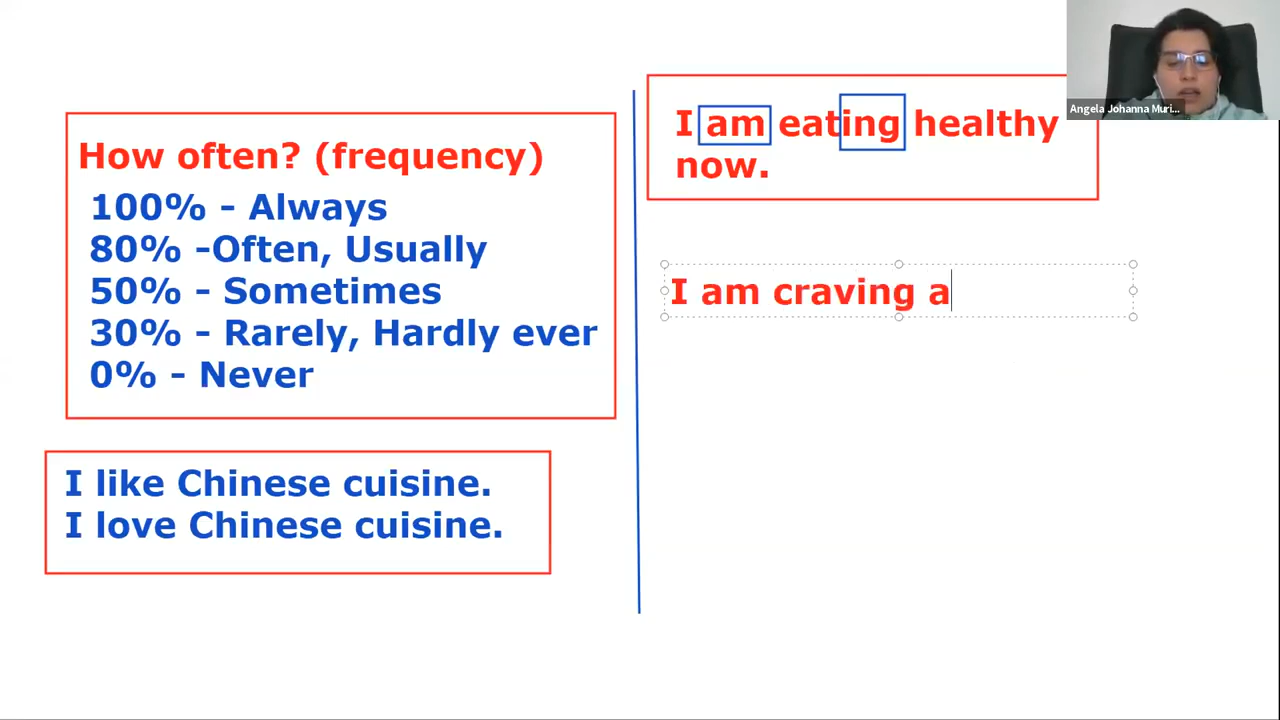 How often? (frequency)
100% - Always
80% -Often, Usually
50% - Sometimes
30% - Rarely, Hardly ever
0% - Never
I like Chinese cuisine.
I love Chinese cuisine.
I am eating healthy
now.
I am craving a
Angela Johanna Muri...